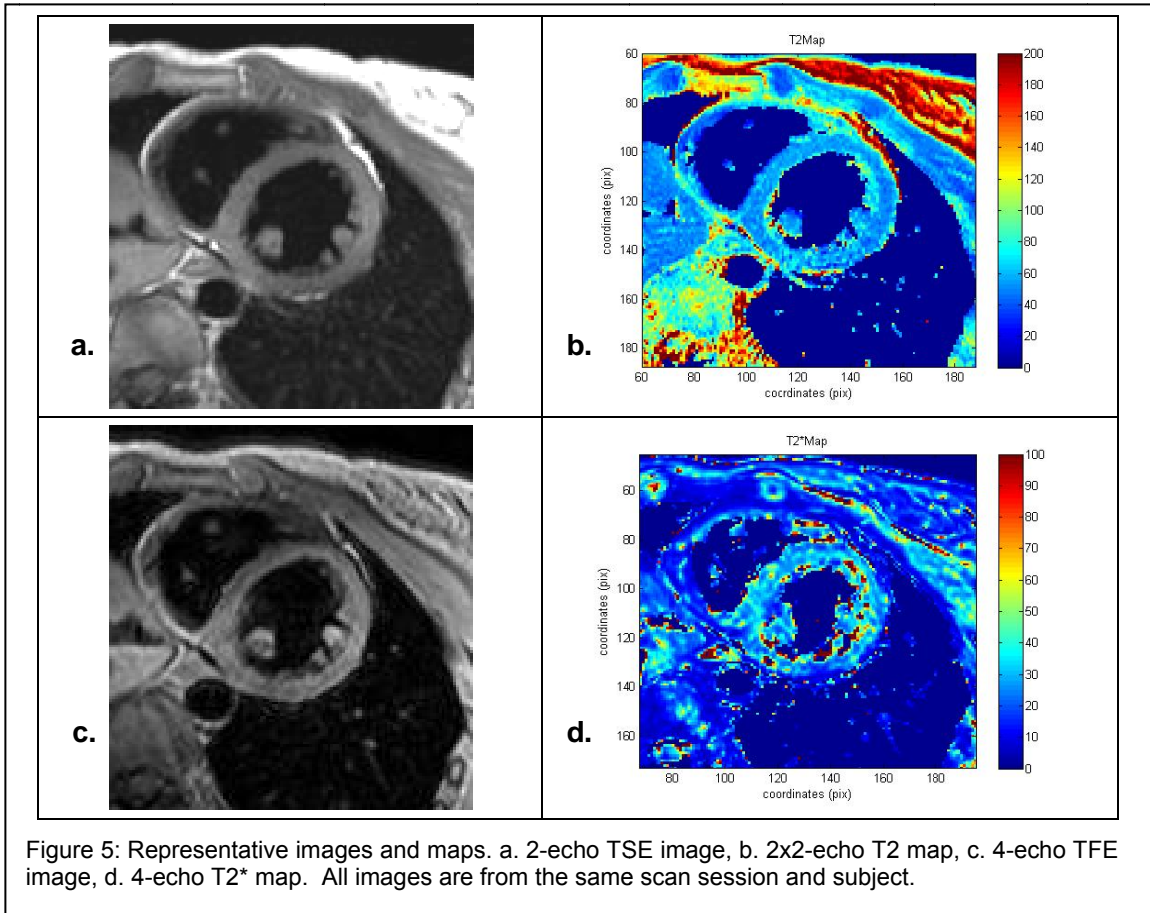 a.
T2Map
60
80
100
120
140
160
180
coordinates (pix)
60 80 100 120 140 160 180
cocrdinates (pix)
200
180
160
140
120
100
80
60
40
20
0
b.
c.
T2*Map
60
80
100
120
140
160
coordinates (pix)
80 100 120 140 160 180
coordinates (pix)
100
90
80
70
60
50
40
30
20
10
0
d.
Figure 5: Representative images and maps. a. 2-echo TSE image, b. 2x2-echo T2 map, c. 4-echo TFE
image, d. 4-echo T2* map. All images are from the same scan session and subject.